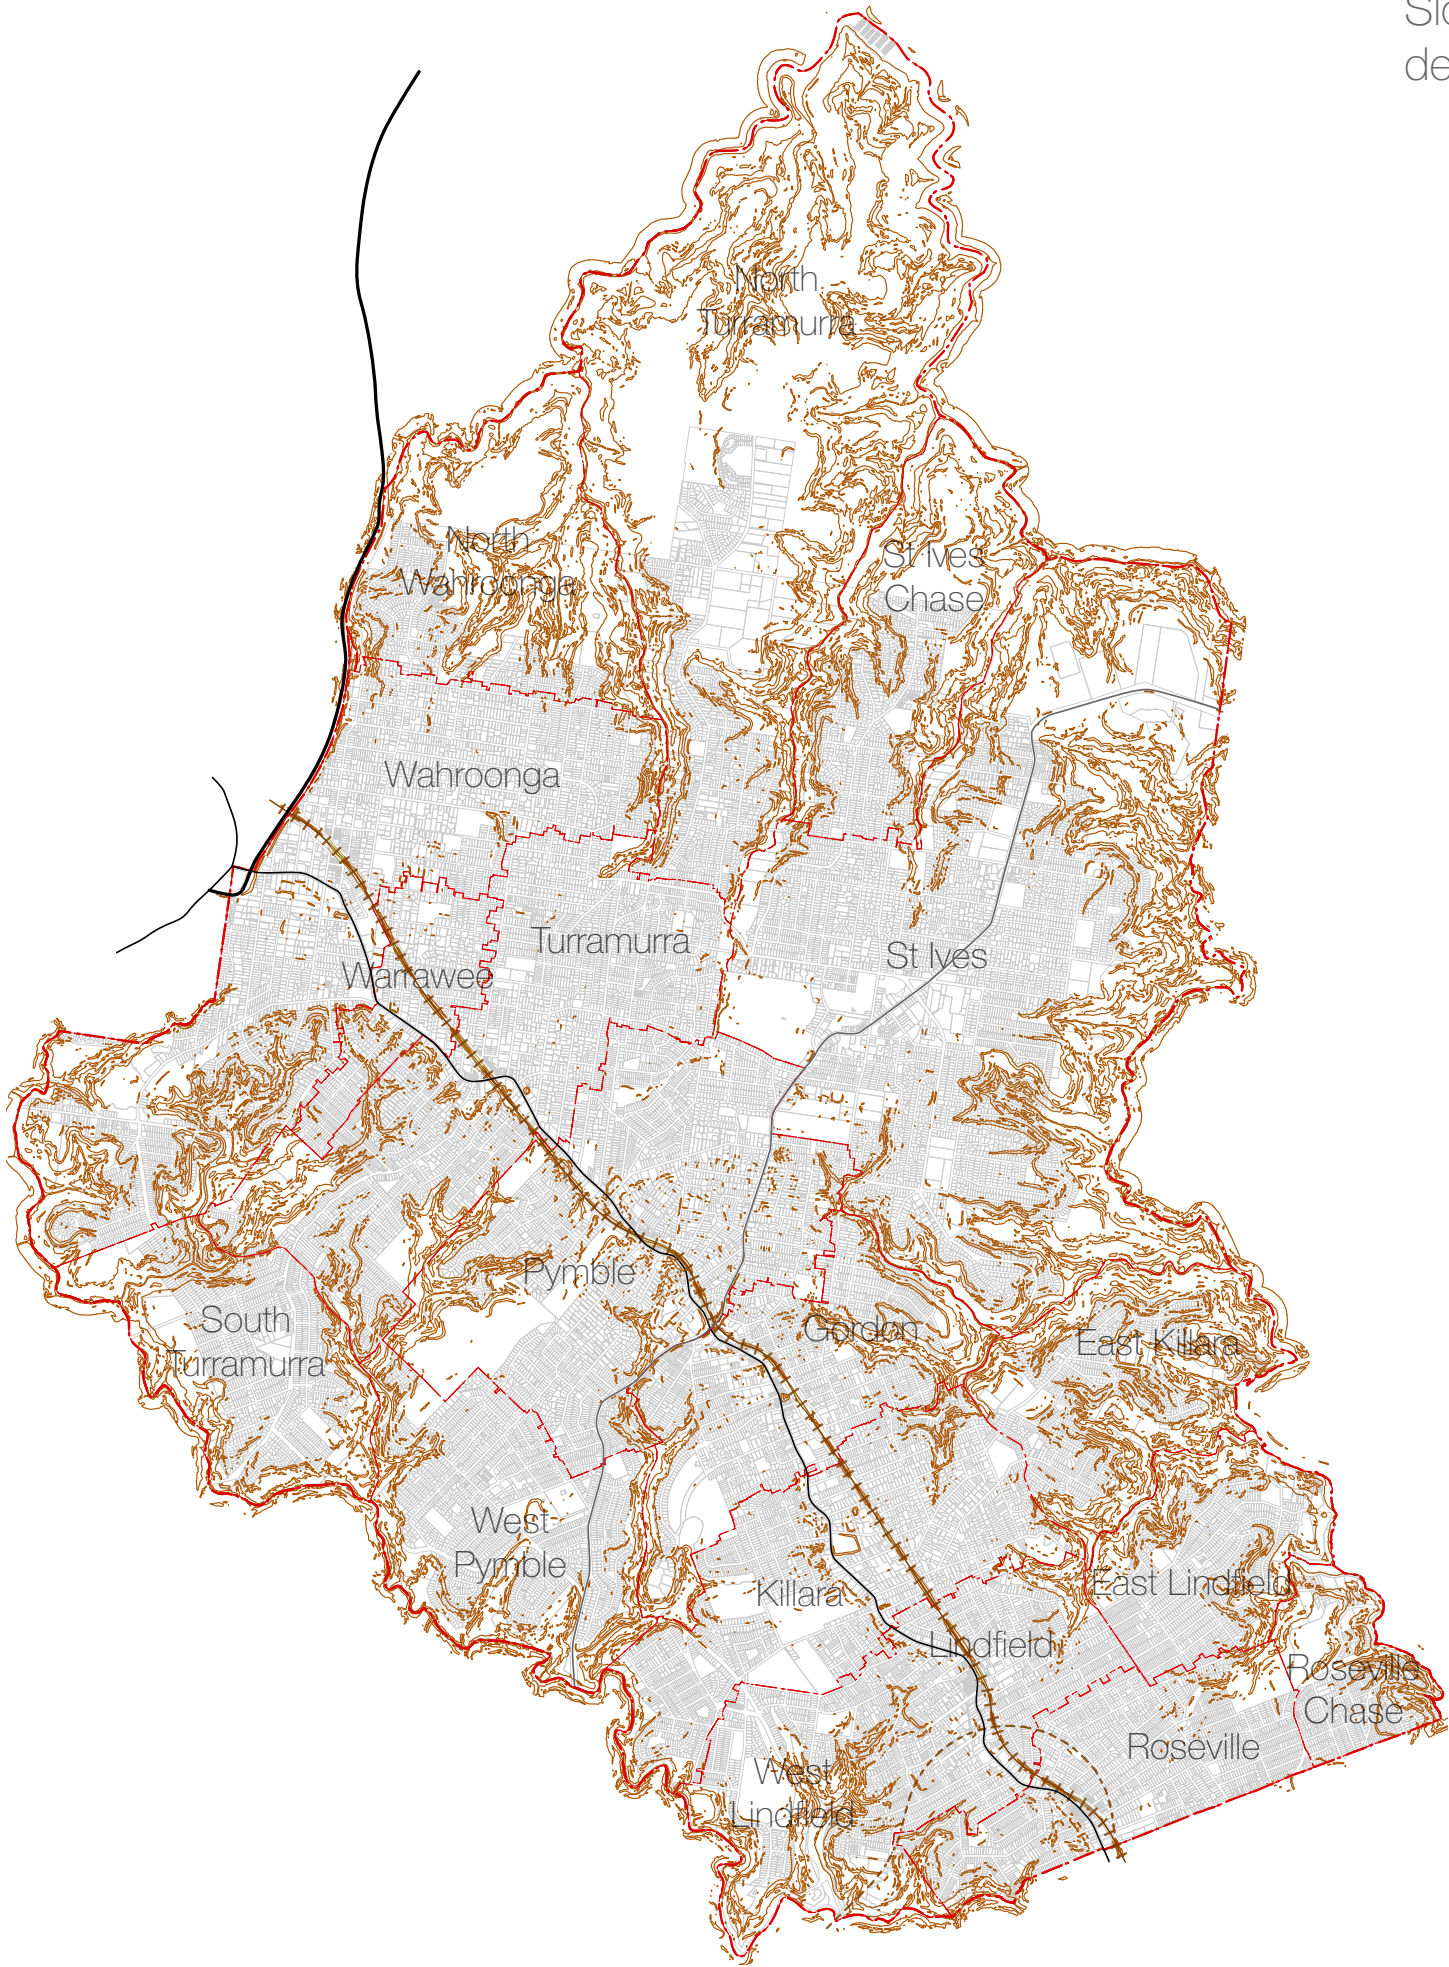 North
Turramurra
North
Wahroonga
St Ives
Chase
Wahroonga
Turramurra
St Ives
Warrawee
Pymble
South
Turramurra
Gordon
East Killara
West
Pymble
Killara
East Lindfield
Lindfield
Roseville
Chase
Roseville
West
Lindfield